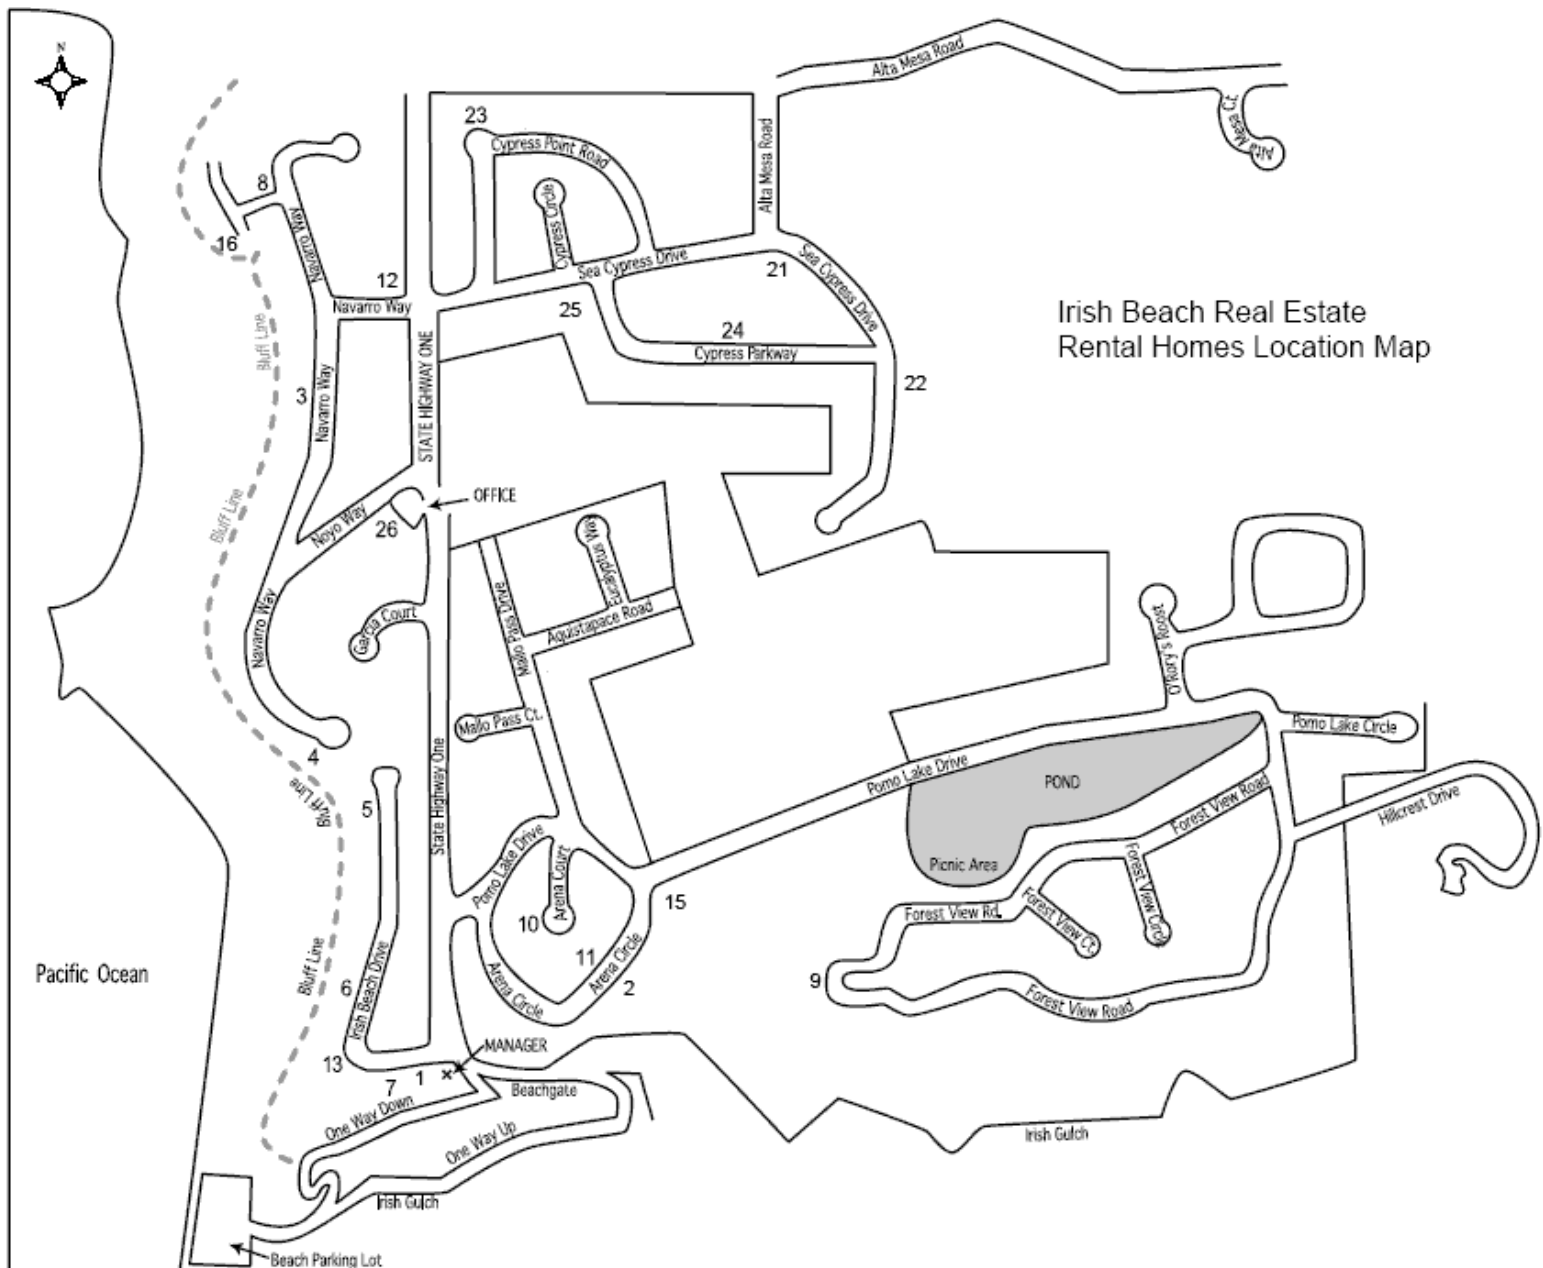 N
Alta Mesa Road
Alta Mesa Ct.
Alta Mesa
23
Cypress Point Road
Alta Mesa Road
8
Cypress Circle
Navarro Way
16
Sea Cypress Drive
Sea Cypress Drive
21
12
Navarro Way
25
Irish Beach Real Estate
Rental Homes Location Map
Bluff Line
24
Cypress Parkway
STATE HIGHWAY ONE
22
3
Navarro Way
OFFICE
Bluff Line
Noyo Way
26
Eucalyptus Way
Mallo Pass Drive
Aquistapace Road
Garcia Court
Navarro Way
Mallo Pass Ct.
O'Rory's Roost
Pomo Lake Circle
4
Bluff Line
Bluff Line
5
State Highway One
Pomo Lake Drive
POND
Forest View Road
Hillcrest Drive
Pomo Lake Drive
Arena Court
Picnic Area
15
10
Forest View Rd.
Forest View Ct.
Forest View Circle
11
Arena Circle
2
Arena Circle
Bluff Line
Pacific Ocean
6
Irish Beach Drive
9
Forest View Road
MANAGER
13
7
1
Beachgate
One Way Down
One Way Up
Irish Gulch
Irish Gulch
Beach Parking Lot